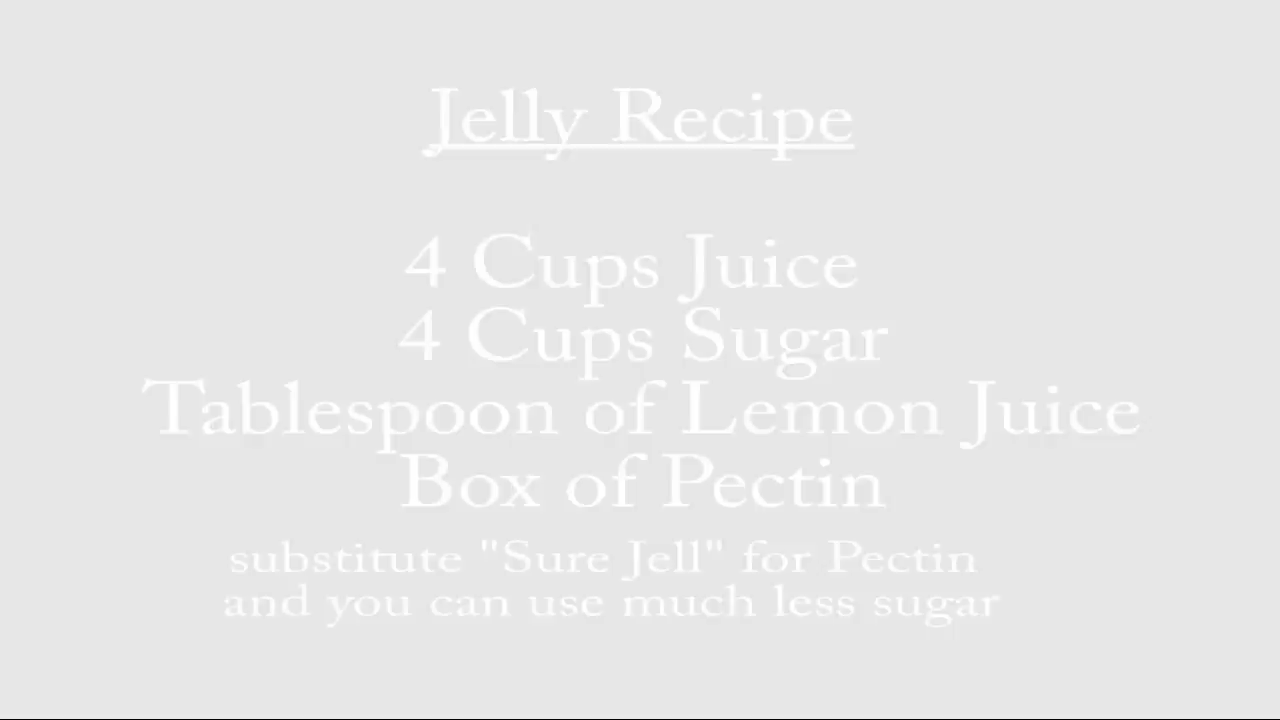 Jelly Recipe
4 Cups Juice
4 Cups Sugar
Tablespoon of Lemon Juice
Box of Pectin
substitute "Sure Jell" for Pectin
and you can use much less sugar